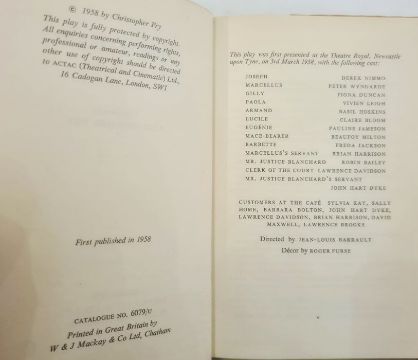 © 1958 by Christopher Fry
This play is fully protected by copyright.
All enquiries concerning performing rights,
professional or amateur, readings or any
other use of copyright should be directed
to ACTAC (Theatrical and Cinematic) Ltd.,
16 Cadogan Lane, London, SW1
First published in 1958
CATALOGUE NO. 6079/U
Printed in Great Britain by
W & J Mackay & Co Ltd, Chatham
This play was first presented at the Theatre Royal, Newcastle
upon Tyne, on 3rd March 1958, with the following cast:
JOSEPH DEREK NIMMO
MARCELLUS PETER WYNGARDE
GILLY FIONA DUNCAN
PAOLA VIVIEN LEIGH
ARMAND BASIL HOSKINS
LUCILE CLAIRE BLOOM
EUGÉNIE PAULINE JAMESON
MACE-BEARER BEAUFOY MILTON
BARBETTE FREDA JACKSON
MARCELLUS'S SERVANT BRIAN HARRISON
MR. JUSTICE BLANCHARD ROBIN BAILEY
CLERK OF THE COURT LAWRENCE DAVIDSON
MR. JUSTICE BLANCHARD'S SERVANT
JOHN HART DYKE
CUSTOMERS AT THE CAFÉ SYLVIA KAY, SALLY
HOME, BARBARA BOLTON, JOHN HART DYKE,
LAWRENCE DAVIDSON, BRIAN HARRISON, DAVID
MAXWELL, LAWRENCE BROOKS
Directed by JEAN-LOUIS BARRAULT
Décor by ROGER FURSE